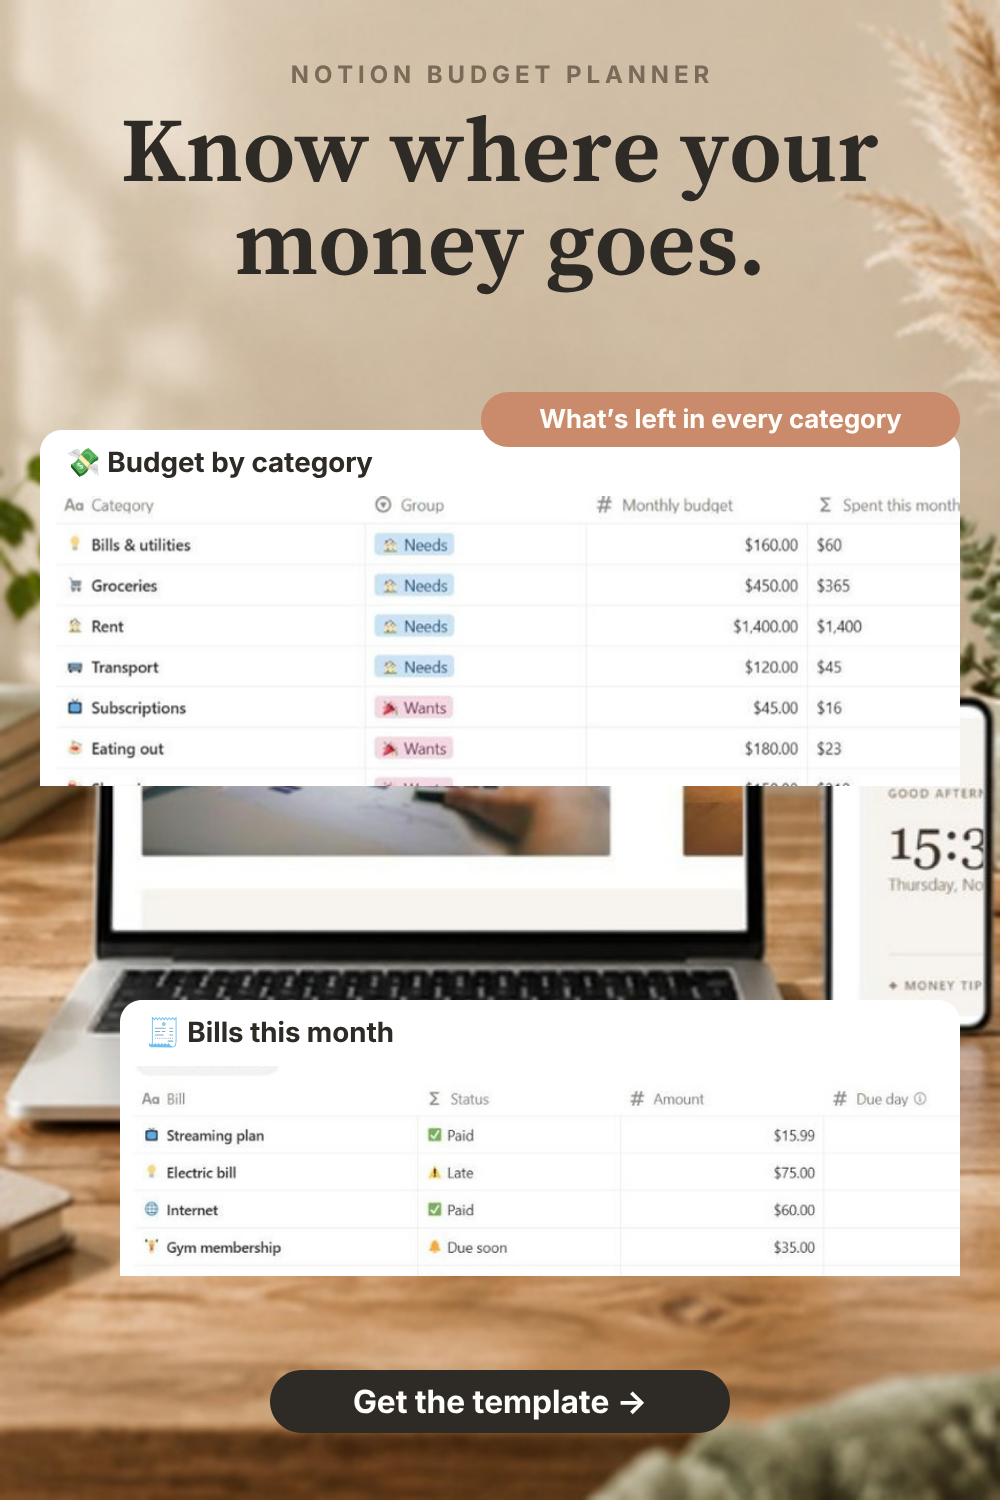 NOTION BUDGET PLANNER
Know where your
money goes.
What's left in every category
💸 Budget by category
Aa Category Group # Monthly budget Σ Spent this month
Bills & utilities Needs $160.00 $60
Groceries Needs $450.00 $365
Rent Needs $1,400.00 $1,400
Transport Needs $120.00 $45
Subscriptions Wants $45.00 $16
Eating out Wants $180.00 $23
GOOD AFTERN
15:3
Thursday, No
✦ MONEY TIP
🧾 Bills this month
Aa Bill Σ Status # Amount # Due day ⓘ
Streaming plan ✅ Paid $15.99
Electric bill ⚠️ Late $75.00
Internet ✅ Paid $60.00
Gym membership 🔔 Due soon $35.00
Get the template →